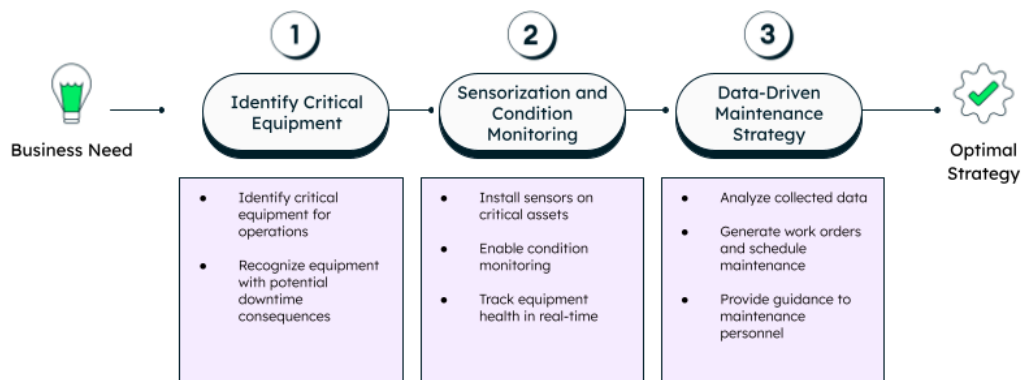 1
2
3
Business Need
Identify Critical
Equipment
Sensorization and
Condition
Monitoring
Data-Driven
Maintenance
Strategy
Optimal
Strategy
● Identify critical
equipment for
operations
● Recognize equipment
with potential
downtime
consequences
● Install sensors on
critical assets
● Enable condition
monitoring
● Track equipment
health in real-time
● Analyze collected data
● Generate work orders
and schedule
maintenance
● Provide guidance to
maintenance
personnel